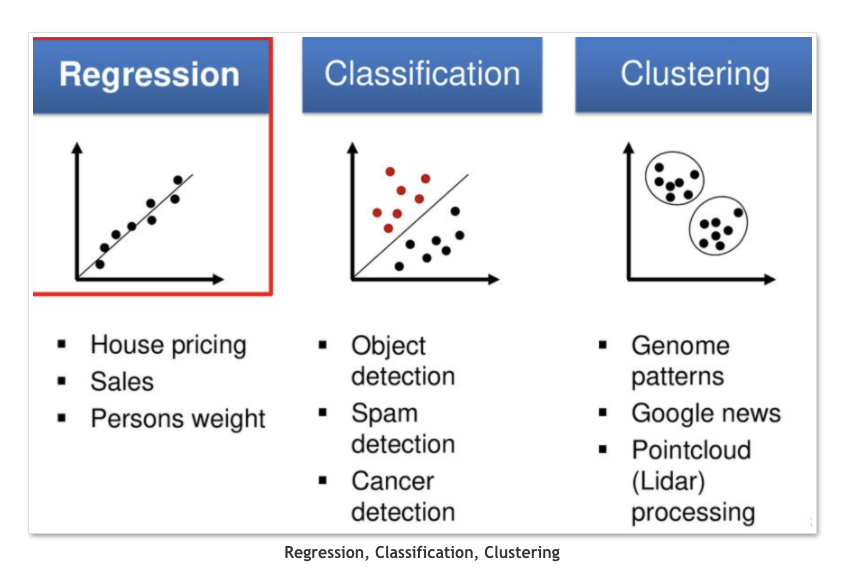 Regression
Classification
Clustering
▪ House pricing
▪ Sales
▪ Persons weight
▪ Object
detection
▪ Spam
detection
▪ Cancer
detection
▪ Genome
patterns
▪ Google news
▪ Pointcloud
(Lidar)
processing
Regression, Classification, Clustering